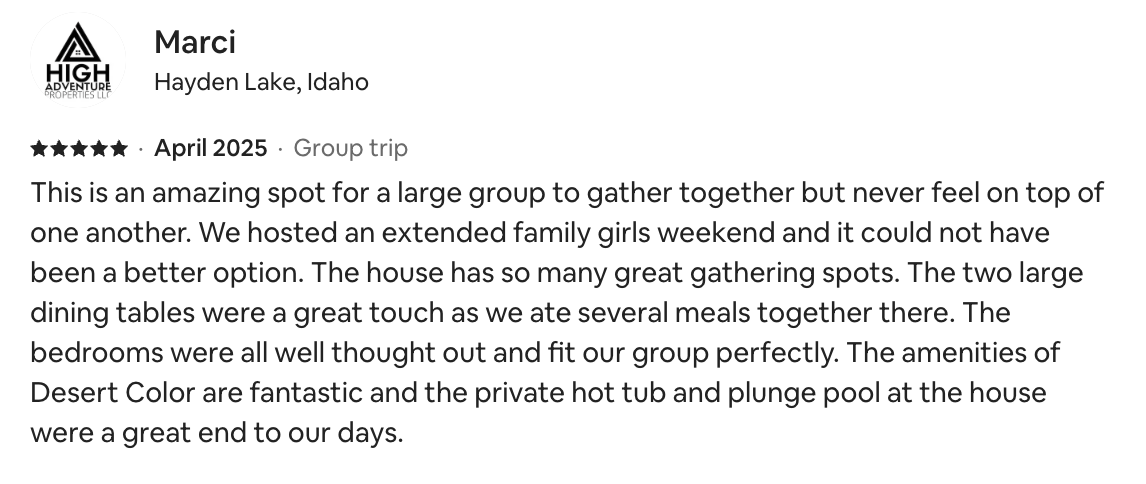 HIGH
ADVENTURE
PROPERTIES LLC
Marci
Hayden Lake, Idaho
★★★★★ · April 2025 · Group trip
This is an amazing spot for a large group to gather together but never feel on top of
one another. We hosted an extended family girls weekend and it could not have
been a better option. The house has so many great gathering spots. The two large
dining tables were a great touch as we ate several meals together there. The
bedrooms were all well thought out and fit our group perfectly. The amenities of
Desert Color are fantastic and the private hot tub and plunge pool at the house
were a great end to our days.